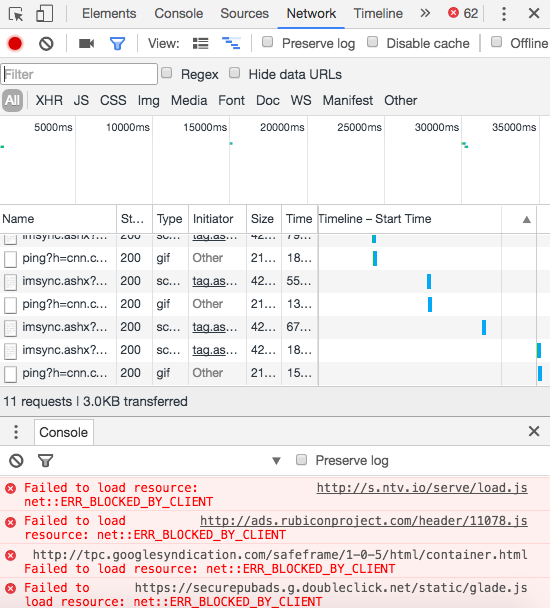 Elements Console Sources Network Timeline » 62
View: Preserve log Disable cache Offline
Filter Regex Hide data URLs
All XHR JS CSS Img Media Font Doc WS Manifest Other
5000ms 10000ms 15000ms 20000ms 25000ms 30000ms 35000ms
Name St... Type Initiator Size Time Timeline – Start Time
imsync.ashx?... 200 sc... tag.as... 42... 79...
ping?h=cnn.c... 200 gif Other 21... 18...
imsync.ashx?... 200 sc... tag.as... 42... 55...
ping?h=cnn.c... 200 gif Other 21... 13...
imsync.ashx?... 200 sc... tag.as... 42... 67...
imsync.ashx?... 200 sc... tag.as... 42... 18...
ping?h=cnn.c... 200 gif Other 21... 15...
11 requests | 3.0KB transferred
Console
Preserve log
Failed to load resource: http://s.ntv.io/serve/load.js
net::ERR_BLOCKED_BY_CLIENT
Failed to load http://ads.rubiconproject.com/header/11078.js
resource: net::ERR_BLOCKED_BY_CLIENT
http://tpc.googlesyndication.com/safeframe/1-0-5/html/container.html
Failed to load resource: net::ERR_BLOCKED_BY_CLIENT
Failed to https://securepubads.g.doubleclick.net/static/glade.js
load resource: net::ERR_BLOCKED_BY_CLIENT